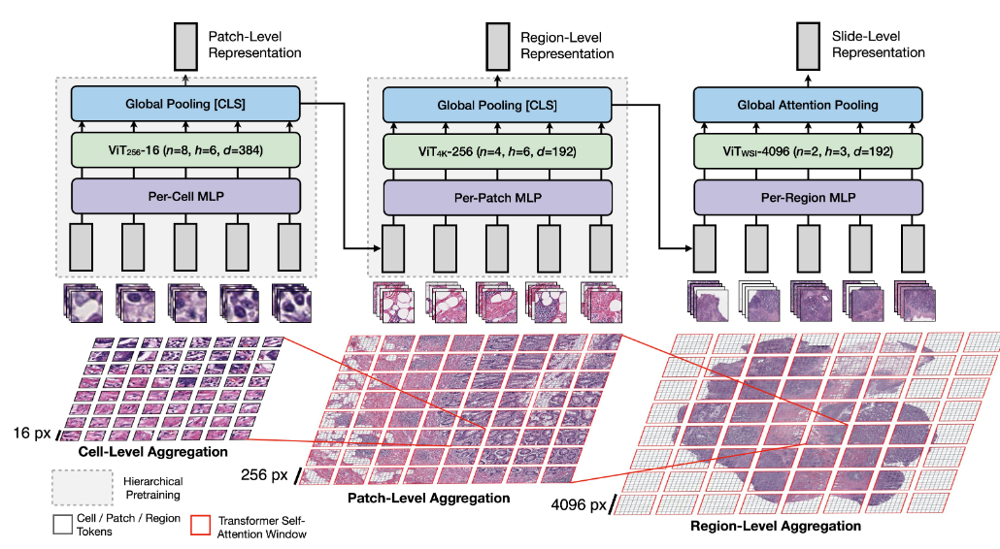 Patch-Level
Representation
Region-Level
Representation
Slide-Level
Representation
Global Pooling [CLS]
Global Pooling [CLS]
Global Attention Pooling
ViT256-16 (n=8, h=6, d=384)
ViT4K-256 (n=4, h=6, d=192)
ViTWSI-4096 (n=2, h=3, d=192)
Per-Cell MLP
Per-Patch MLP
Per-Region MLP
16 px
Cell-Level Aggregation
256 px
Patch-Level Aggregation
4096 px
Region-Level Aggregation
Hierarchical
Pretraining
Cell / Patch / Region
Tokens
Transformer Self-
Attention Window